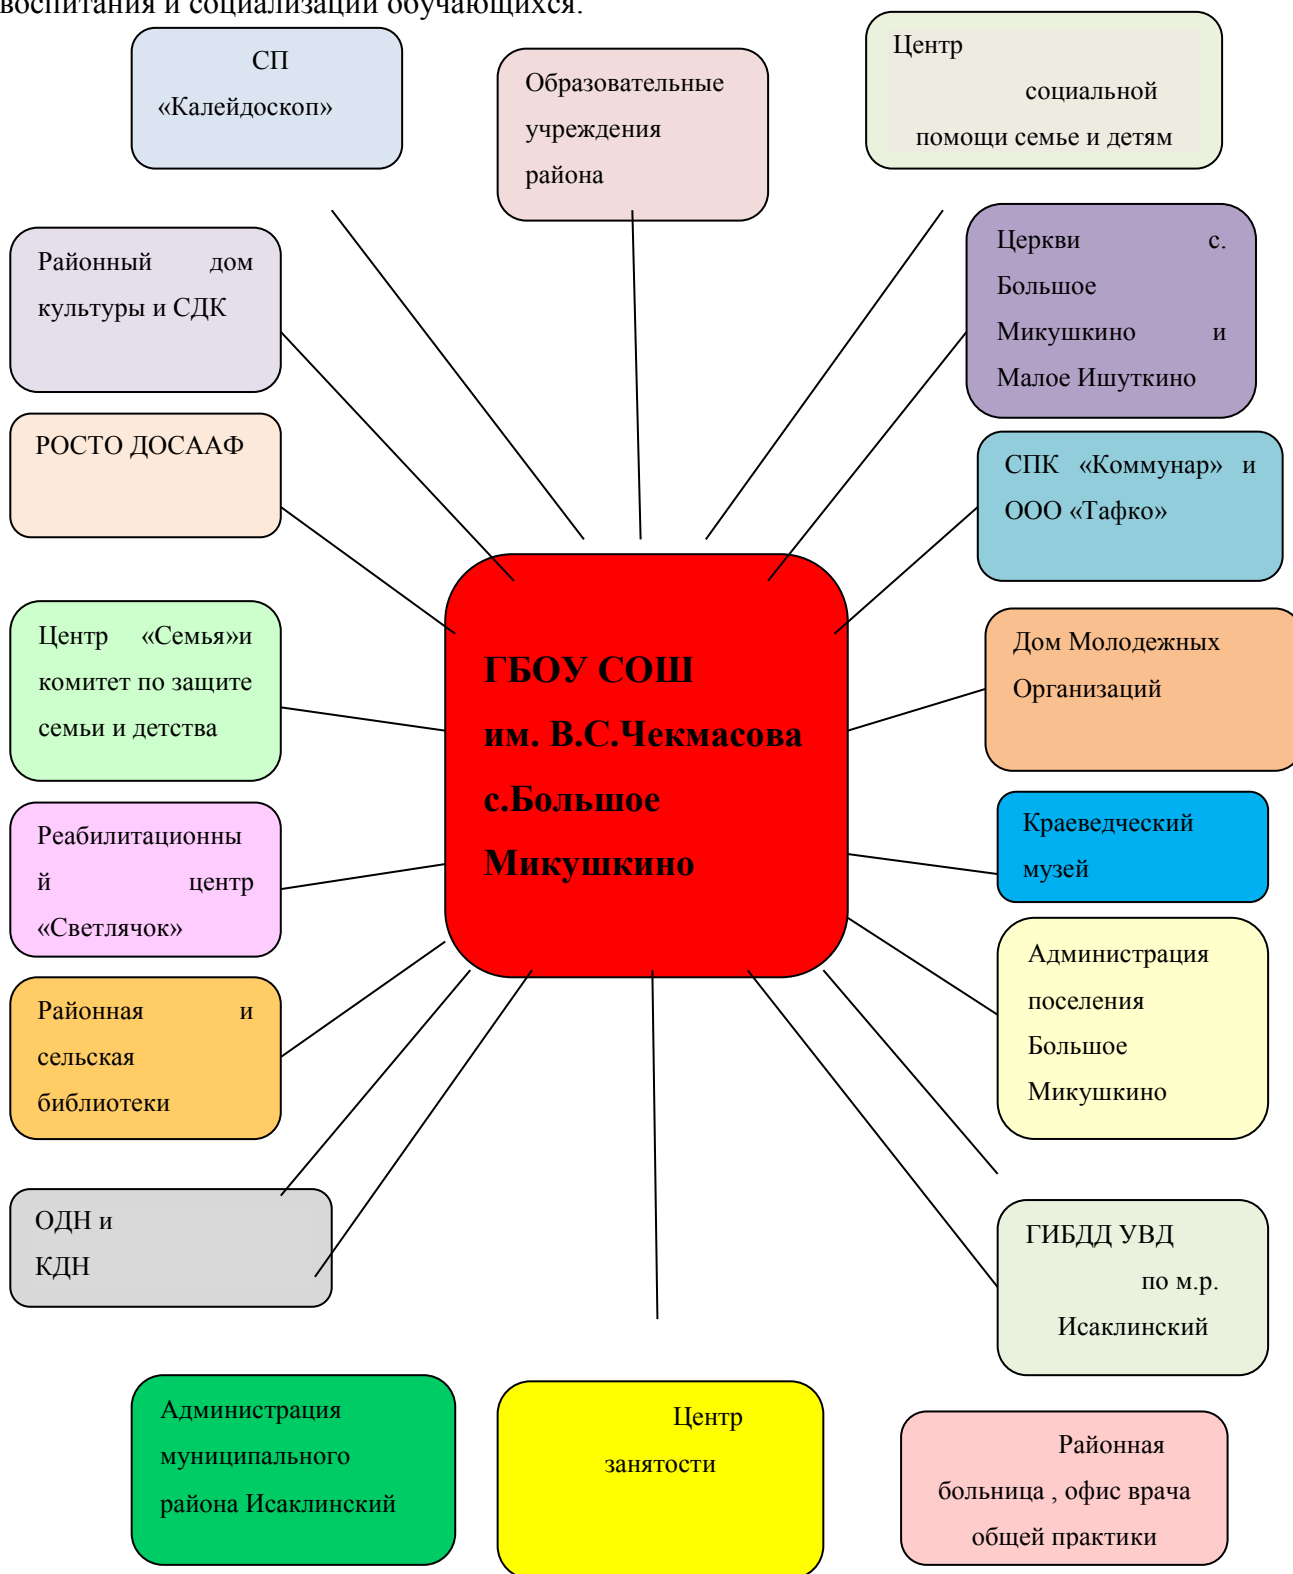 воспитания и социализации обучающихся.
СП
«Калейдоскоп»
Образовательные
учреждения
района
Центр
социальной
помощи семье и детям
Районный дом
культуры и СДК
Церкви с.
Большое
Микушкино и
Малое Ишуткино
РОСТО ДОСААФ
СПК «Коммунар» и
ООО «Тафко»
Центр «Семья»и
комитет по защите
семьи и детства
ГБОУ СОШ
им. В.С.Чекмасова
с.Большое
Микушкино
Дом Молодежных
Организаций
Реабилитационны
й центр
«Светлячок»
Краеведческий
музей
Районная и
сельская
библиотеки
Администрация
поселения
Большое
Микушкино
ОДН и
КДН
ГИБДД УВД
по м.р.
Исаклинский
Администрация
муниципального
района Исаклинский
Центр
занятости
Районная
больница , офис врача
общей практики